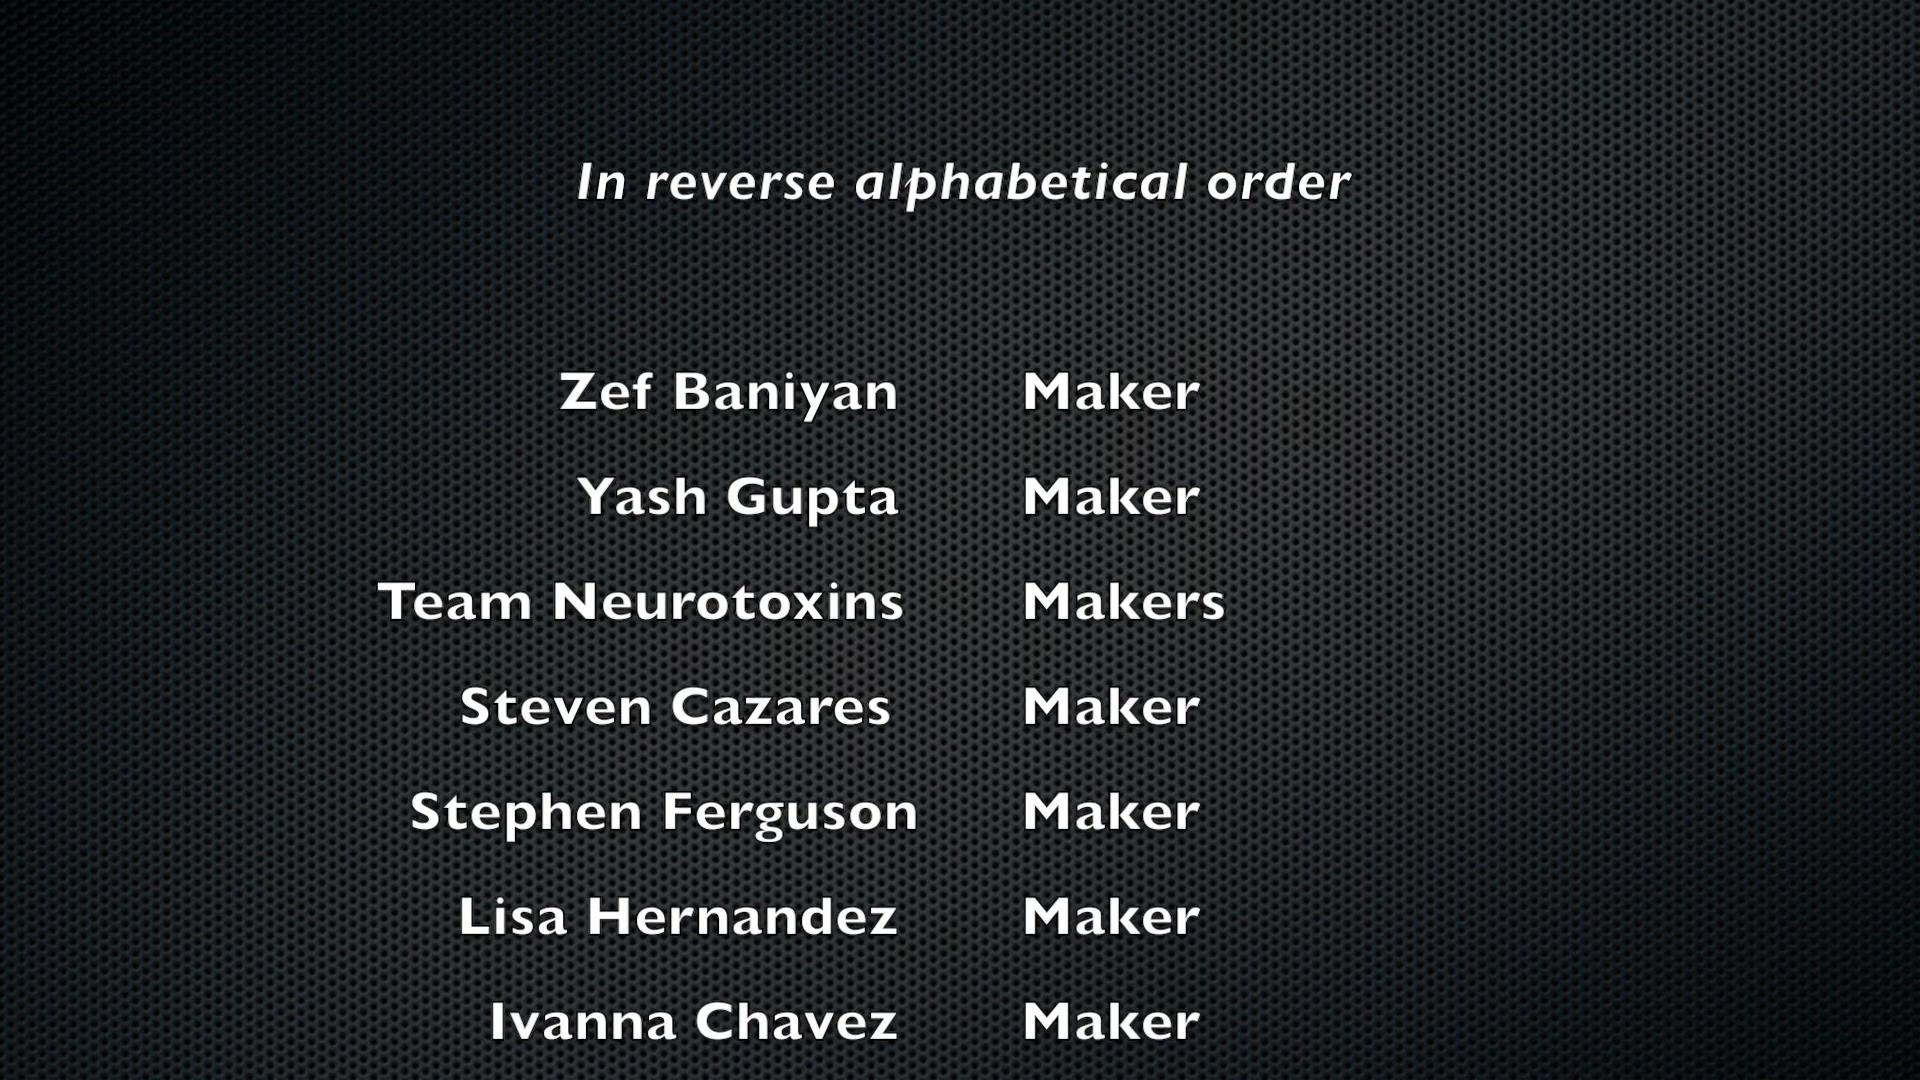 In reverse alphabetical order
Zef Baniyan Maker
Yash Gupta Maker
Team Neurotoxins Makers
Steven Cazares Maker
Stephen Ferguson Maker
Lisa Hernandez Maker
Ivanna Chavez Maker